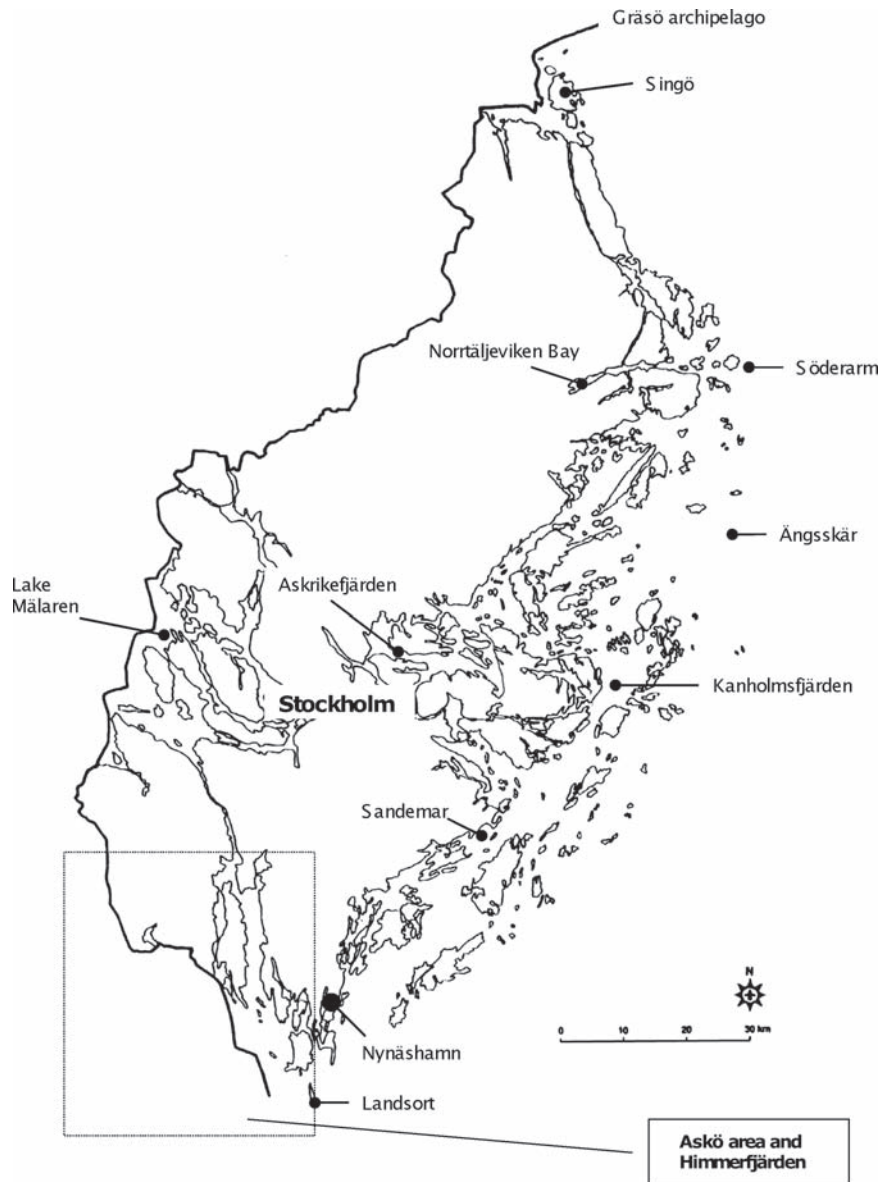 Gräsö archipelago
Singö
Norrtäljeviken Bay
Söderarm
Ängsskär
Lake
Mälaren
Askrikefjärden
Stockholm
Kanholmsfjärden
Sandemar
N
0 10 20 30 km
Nynäshamn
Landsort
Askö area and
Himmerfjärden